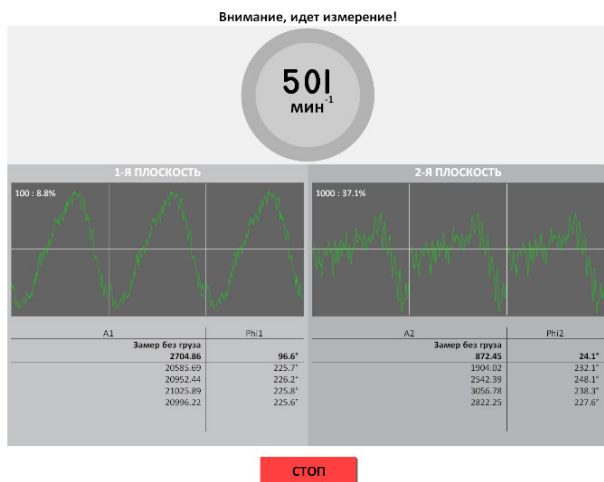 Внимание, идет измерение!
501
мин-1
1-Я ПЛОСКОСТЬ
2-Я ПЛОСКОСТЬ
100 : 8.8%
1000 : 37.1%
A1 Phi1
Замер без груза
2704.86 96.6°
20585.69 225.7°
20952.44 226.2°
21025.89 225.8°
20996.22 225.6°
A2 Phi2
Замер без груза
872.45 24.1°
1904.02 232.1°
2542.39 248.1°
3056.78 238.3°
2822.25 227.6°
СТОП